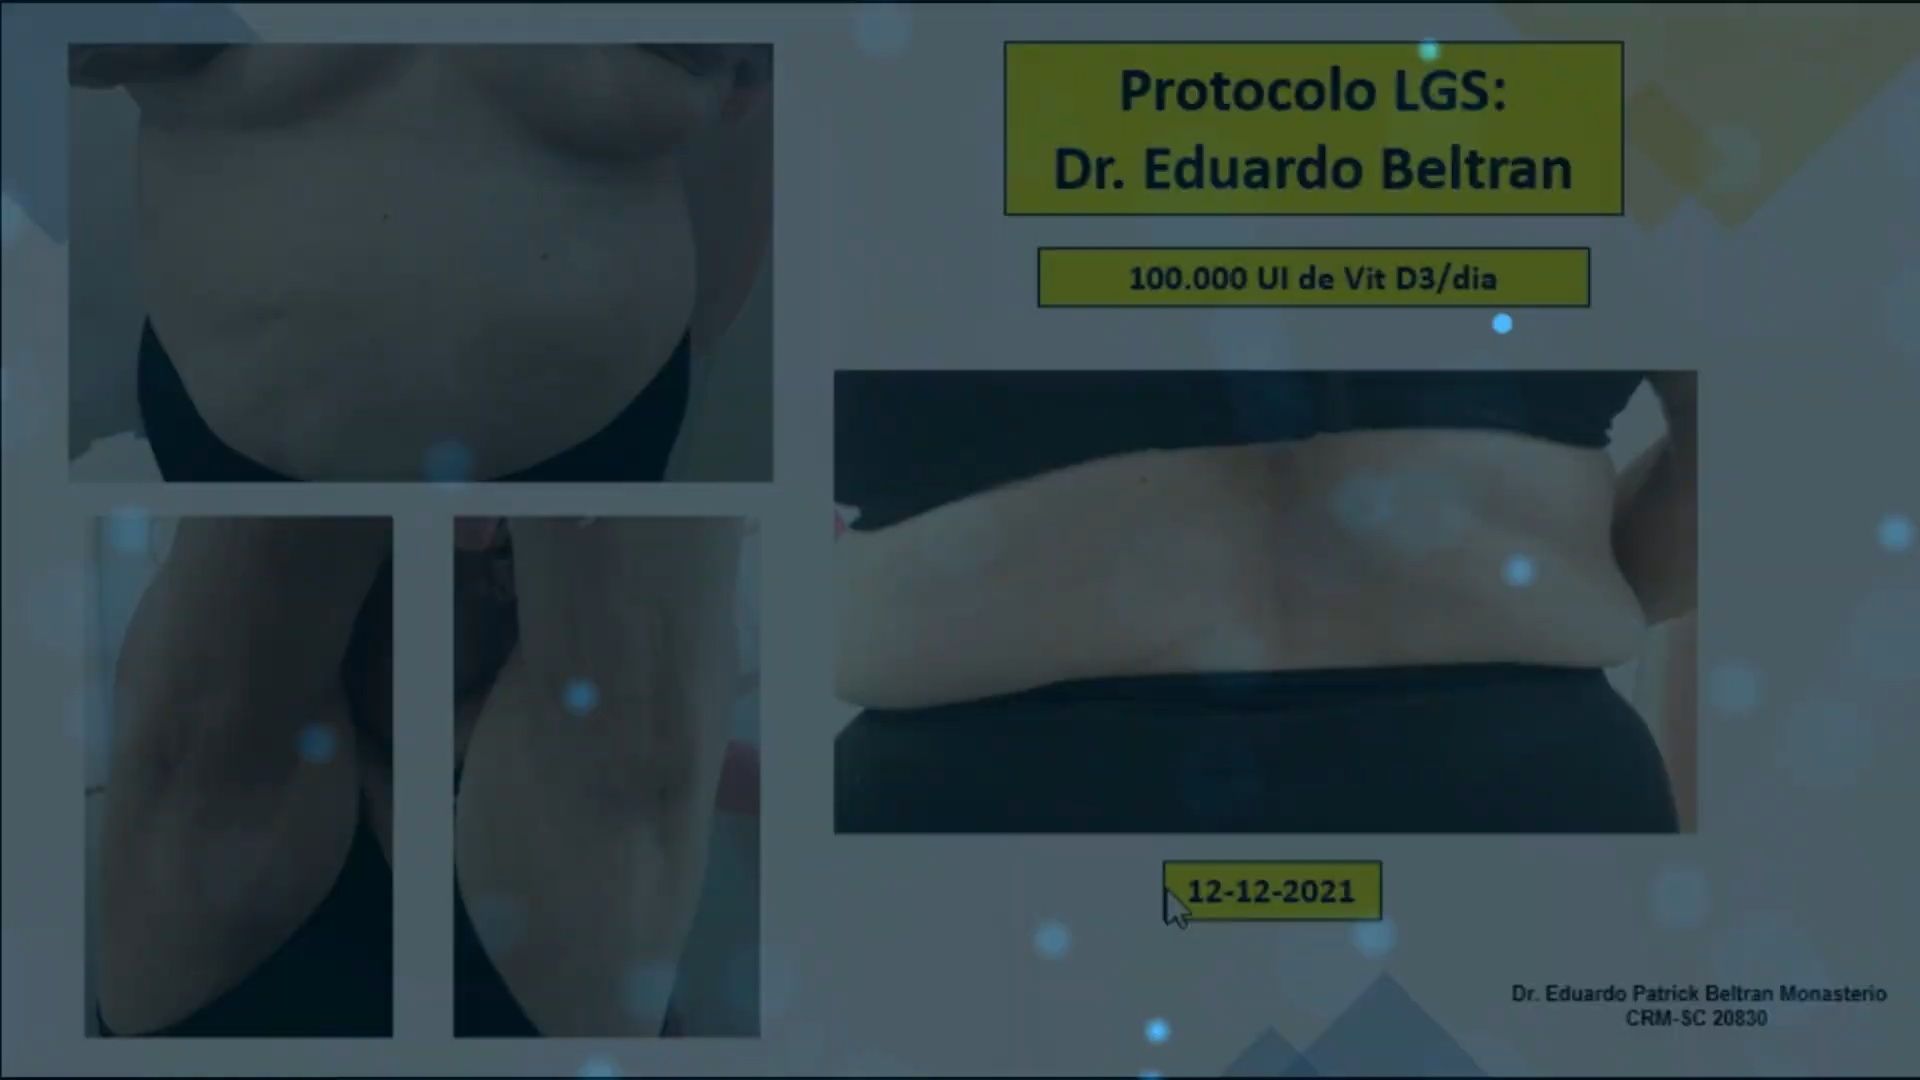 Protocolo LGS:
Dr. Eduardo Beltran
100.000 UI de Vit D3/dia
12-12-2021
Dr. Eduardo Patrick Beltran Monasterio
CRM-SC 20830